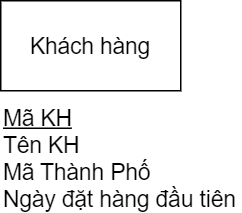 Khách hàng
Mã KH
Tên KH
Mã Thành Phố
Ngày đặt hàng đầu tiên